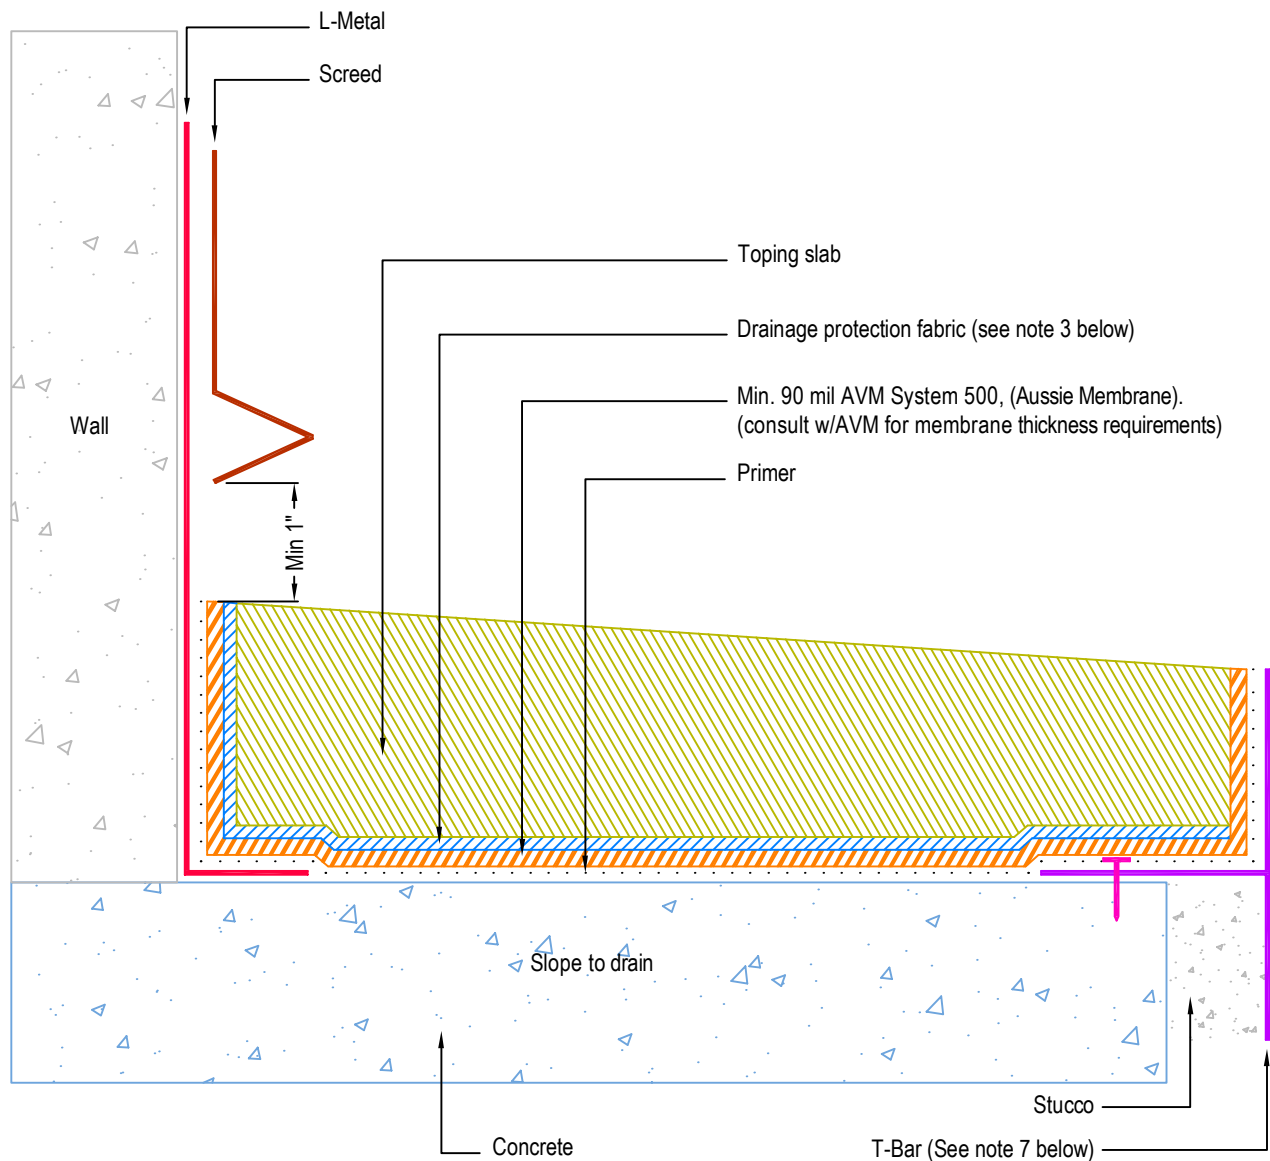 L-Metal
Screed
Toping slab
Drainage protection fabric (see note 3 below)
Min. 90 mil AVM System 500, (Aussie Membrane).
(consult w/AVM for membrane thickness requirements)
Wall
Primer
Min 1"
Slope to drain
Stucco
Concrete
T-Bar (See note 7 below)